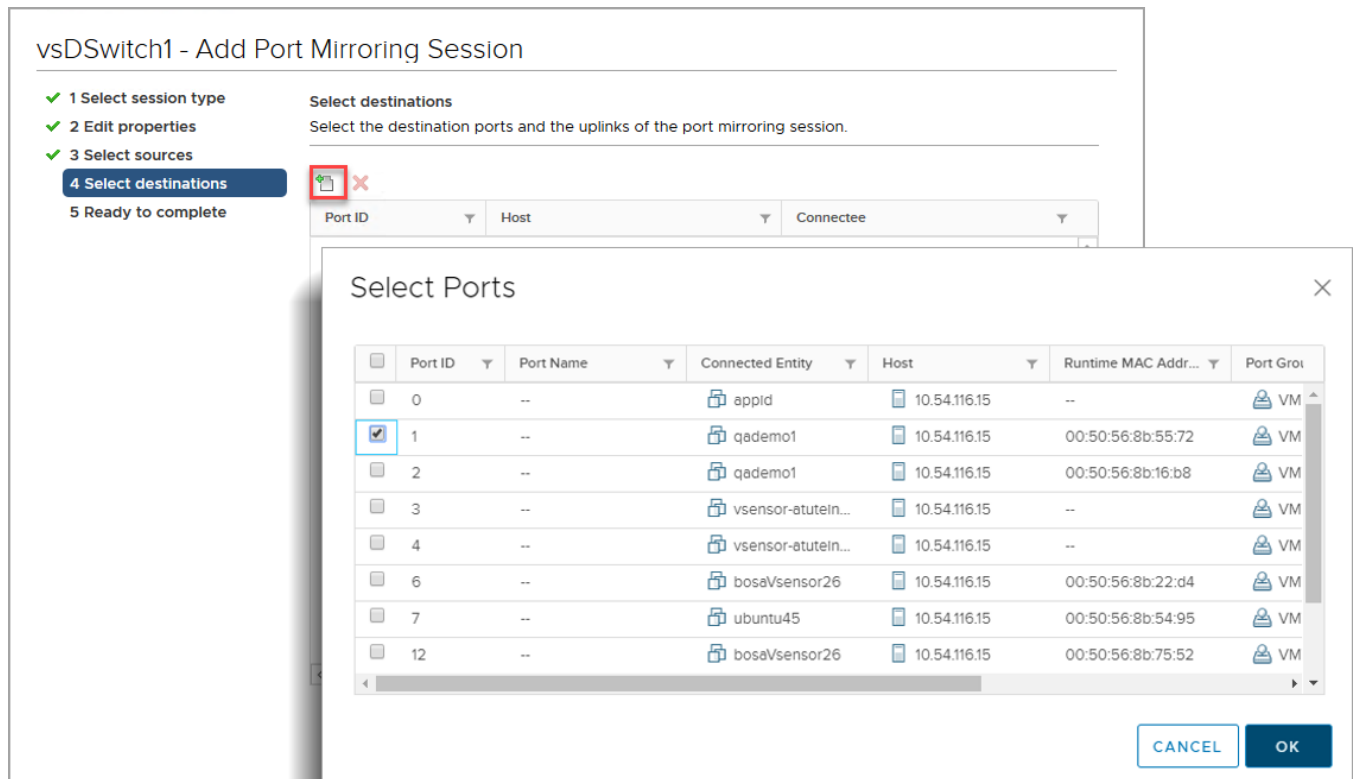 vsDSwitch1 - Add Port Mirroring Session
1 Select session type
2 Edit properties
3 Select sources
4 Select destinations
5 Ready to complete
Select destinations
Select the destination ports and the uplinks of the port mirroring session.
Port ID Host Connectee
Select Ports
Port ID Port Name Connected Entity Host Runtime MAC Addr... Port Grou
0 -- appid 10.54.116.15 -- VM
1 -- qademo1 10.54.116.15 00:50:56:8b:55:72 VM
2 -- qademo1 10.54.116.15 00:50:56:8b:16:b8 VM
3 -- vsensor-atutein... 10.54.116.15 -- VM
4 -- vsensor-atutein... 10.54.116.15 -- VM
6 -- bosaVsensor26 10.54.116.15 00:50:56:8b:22:d4 VM
7 -- ubuntu45 10.54.116.15 00:50:56:8b:54:95 VM
12 -- bosaVsensor26 10.54.116.15 00:50:56:8b:75:52 VM
CANCEL OK